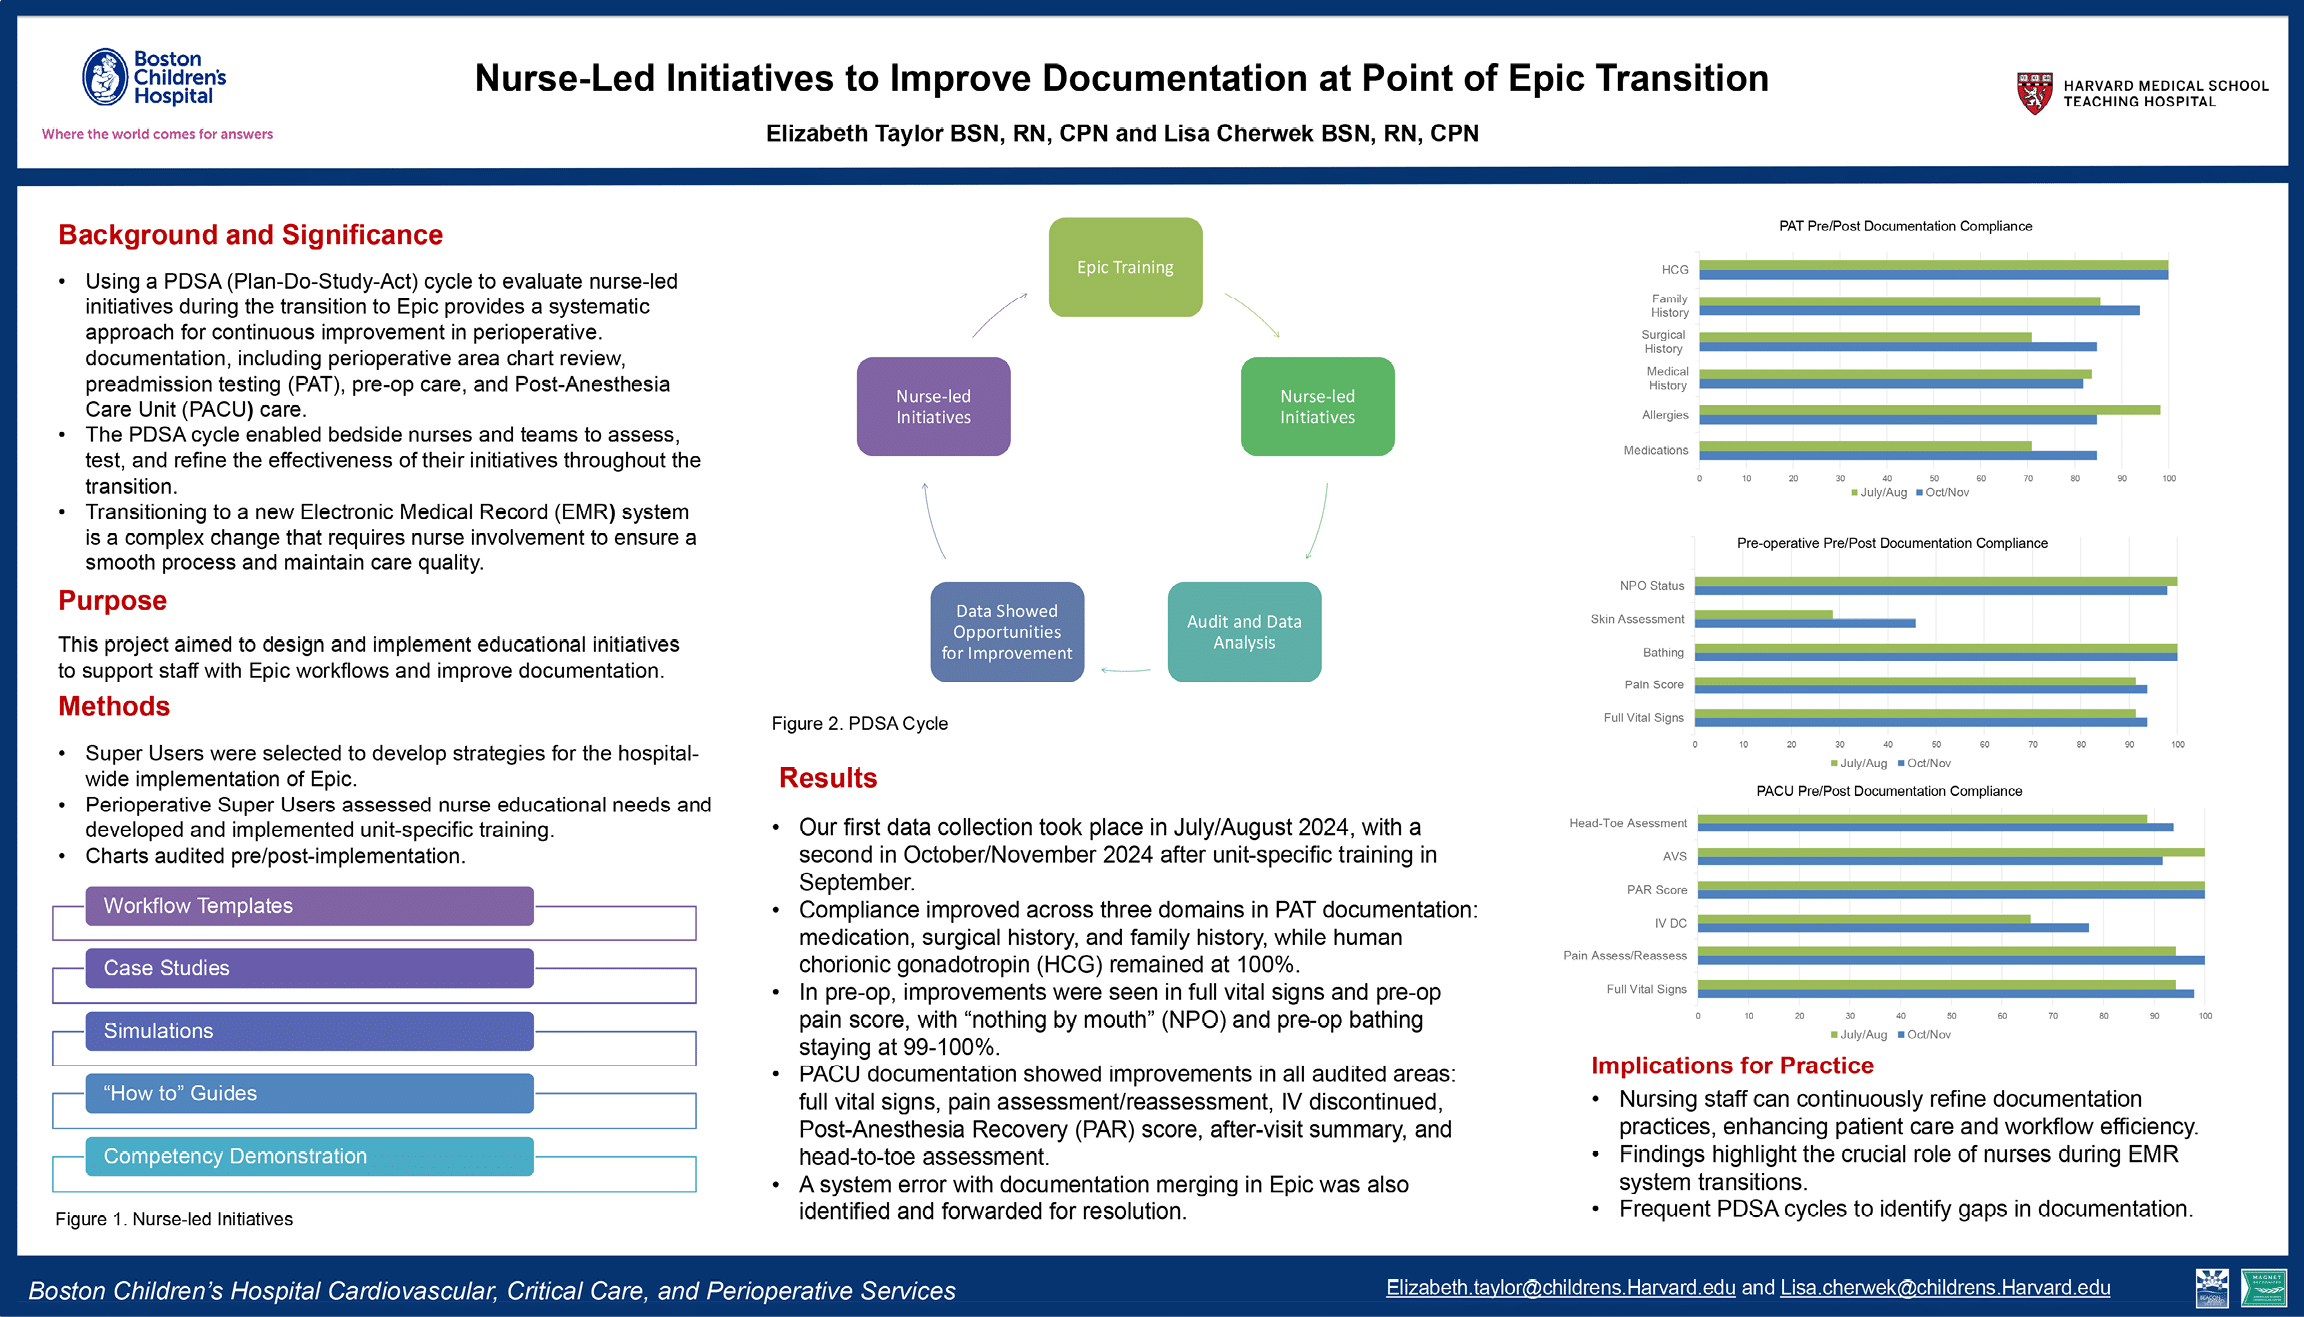 Boston
Children's
Hospital
Where the world comes for answers
Nurse-Led Initiatives to Improve Documentation at Point of Epic Transition
Elizabeth Taylor BSN, RN, CPN and Lisa Cherwek BSN, RN, CPN
HARVARD MEDICAL SCHOOL
TEACHING HOSPITAL
Background and Significance
• Using a PDSA (Plan-Do-Study-Act) cycle to evaluate nurse-led
initiatives during the transition to Epic provides a systematic
approach for continuous improvement in perioperative.
documentation, including perioperative area chart review,
preadmission testing (PAT), pre-op care, and Post-Anesthesia
Care Unit (PACU) care.
• The PDSA cycle enabled bedside nurses and teams to assess,
test, and refine the effectiveness of their initiatives throughout the
transition.
• Transitioning to a new Electronic Medical Record (EMR) system
is a complex change that requires nurse involvement to ensure a
smooth process and maintain care quality.
Purpose
This project aimed to design and implement educational initiatives
to support staff with Epic workflows and improve documentation.
Methods
• Super Users were selected to develop strategies for the hospital-
wide implementation of Epic.
• Perioperative Super Users assessed nurse educational needs and
developed and implemented unit-specific training.
• Charts audited pre/post-implementation.
Workflow Templates
Case Studies
Simulations
“How to” Guides
Competency Demonstration
Figure 1. Nurse-led Initiatives
Epic Training
Nurse-led
Initiatives
Nurse-led
Initiatives
Data Showed
Opportunities
for Improvement
Audit and Data
Analysis
Figure 2. PDSA Cycle
Results
• Our first data collection took place in July/August 2024, with a
second in October/November 2024 after unit-specific training in
September.
• Compliance improved across three domains in PAT documentation:
medication, surgical history, and family history, while human
chorionic gonadotropin (HCG) remained at 100%.
• In pre-op, improvements were seen in full vital signs and pre-op
pain score, with “nothing by mouth” (NPO) and pre-op bathing
staying at 99-100%.
• PACU documentation showed improvements in all audited areas:
full vital signs, pain assessment/reassessment, IV discontinued,
Post-Anesthesia Recovery (PAR) score, after-visit summary, and
head-to-toe assessment.
• A system error with documentation merging in Epic was also
identified and forwarded for resolution.
PAT Pre/Post Documentation Compliance
HCG
Family
History
Surgical
History
Medical
History
Allergies
Medications
0 10 20 30 40 50 60 70 80 90 100
July/Aug Oct/Nov
Pre-operative Pre/Post Documentation Compliance
NPO Status
Skin Assessment
Bathing
Pain Score
Full Vital Signs
0 10 20 30 40 50 60 70 80 90 100
July/Aug Oct/Nov
PACU Pre/Post Documentation Compliance
Head-Toe Asessment
AVS
PAR Score
IV DC
Pain Assess/Reassess
Full Vital Signs
0 10 20 30 40 50 60 70 80 90 100
July/Aug Oct/Nov
Implications for Practice
• Nursing staff can continuously refine documentation
practices, enhancing patient care and workflow efficiency.
• Findings highlight the crucial role of nurses during EMR
system transitions.
• Frequent PDSA cycles to identify gaps in documentation.
Boston Children’s Hospital Cardiovascular, Critical Care, and Perioperative Services
Elizabeth.taylor@childrens.Harvard.edu and Lisa.cherwek@childrens.Harvard.edu
BEACON
MAGNET
RECOGNIZED